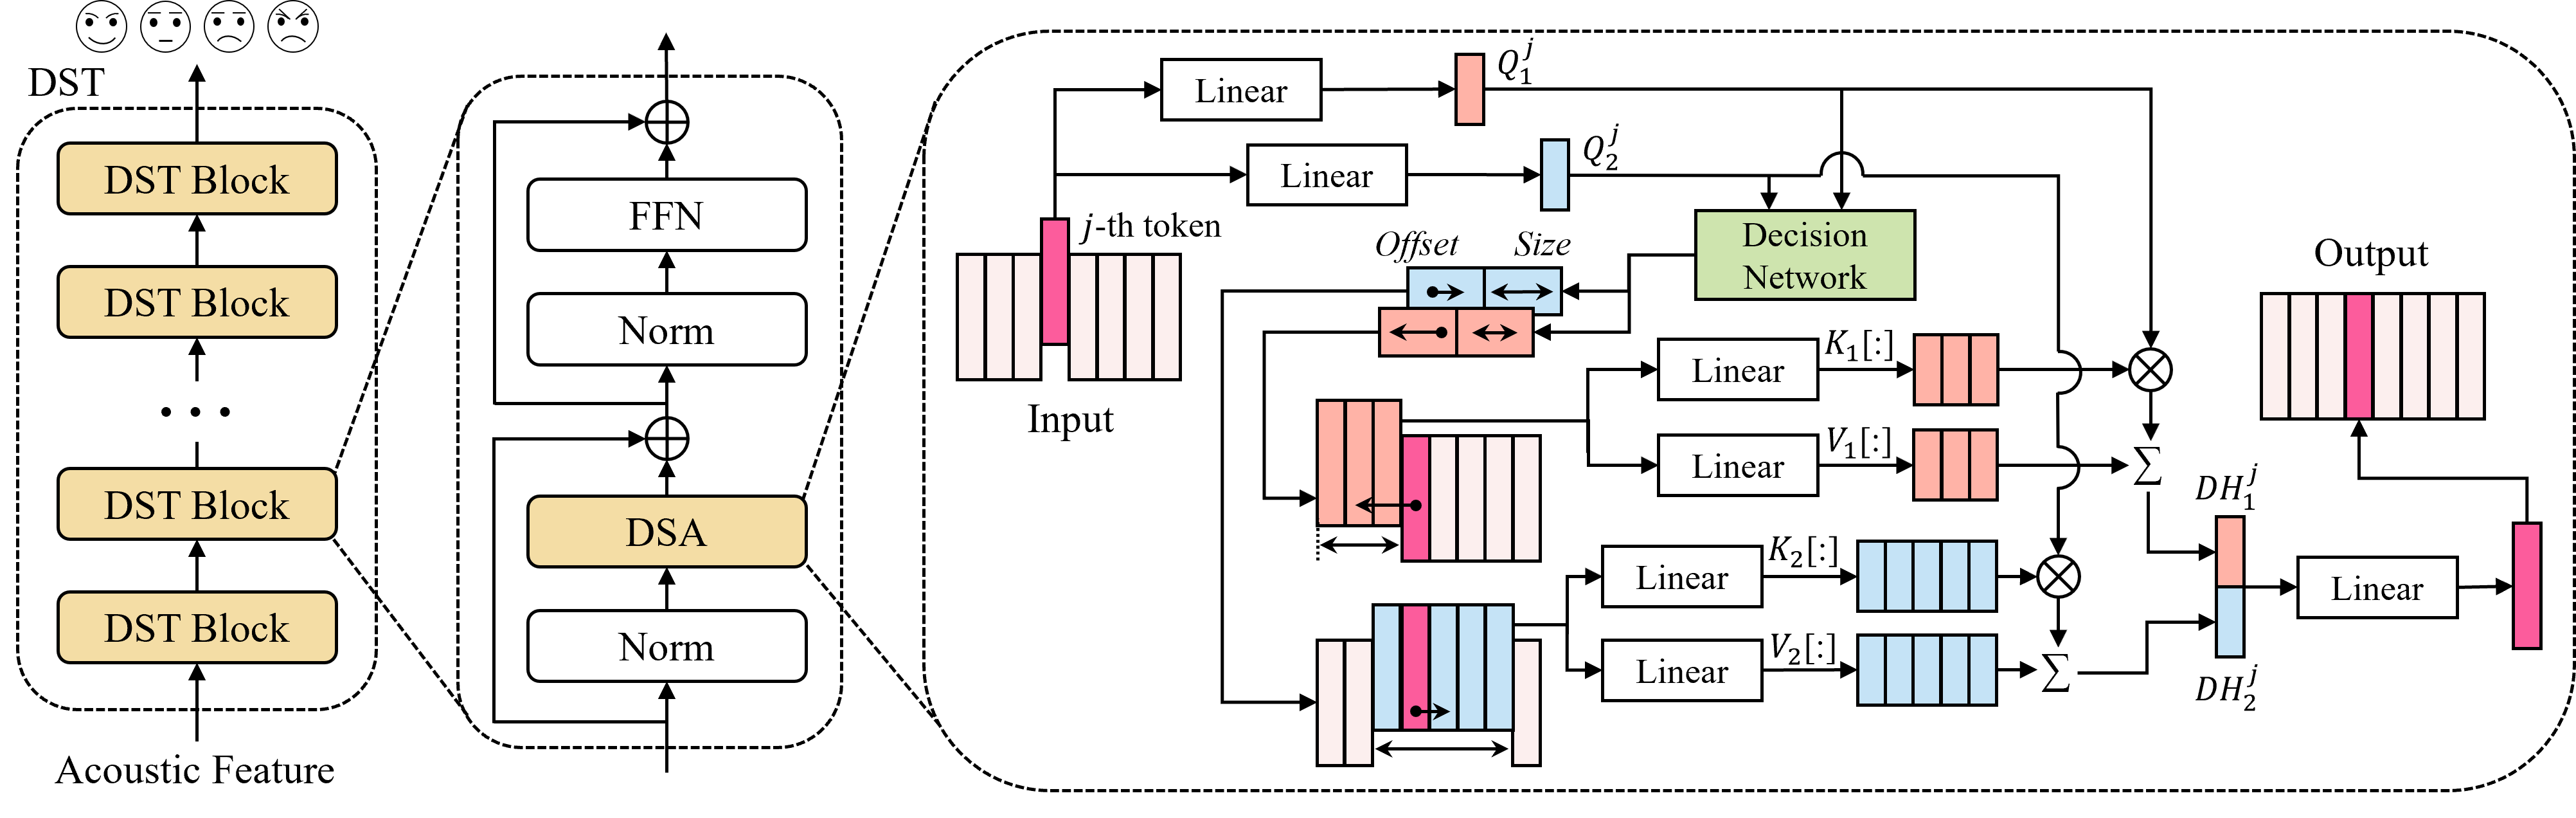 DST
DST Block
DST Block
• • •
DST Block
DST Block
Acoustic Feature
FFN
Norm
DSA
Norm
Linear
Q_1^j
Linear
Q_2^j
j-th token
Input
Offset
Size
Decision
Network
Linear
K_1[:]
Linear
V_1[:]
Linear
K_2[:]
Linear
V_2[:]
Σ
Σ
DH_1^j
DH_2^j
Linear
Output